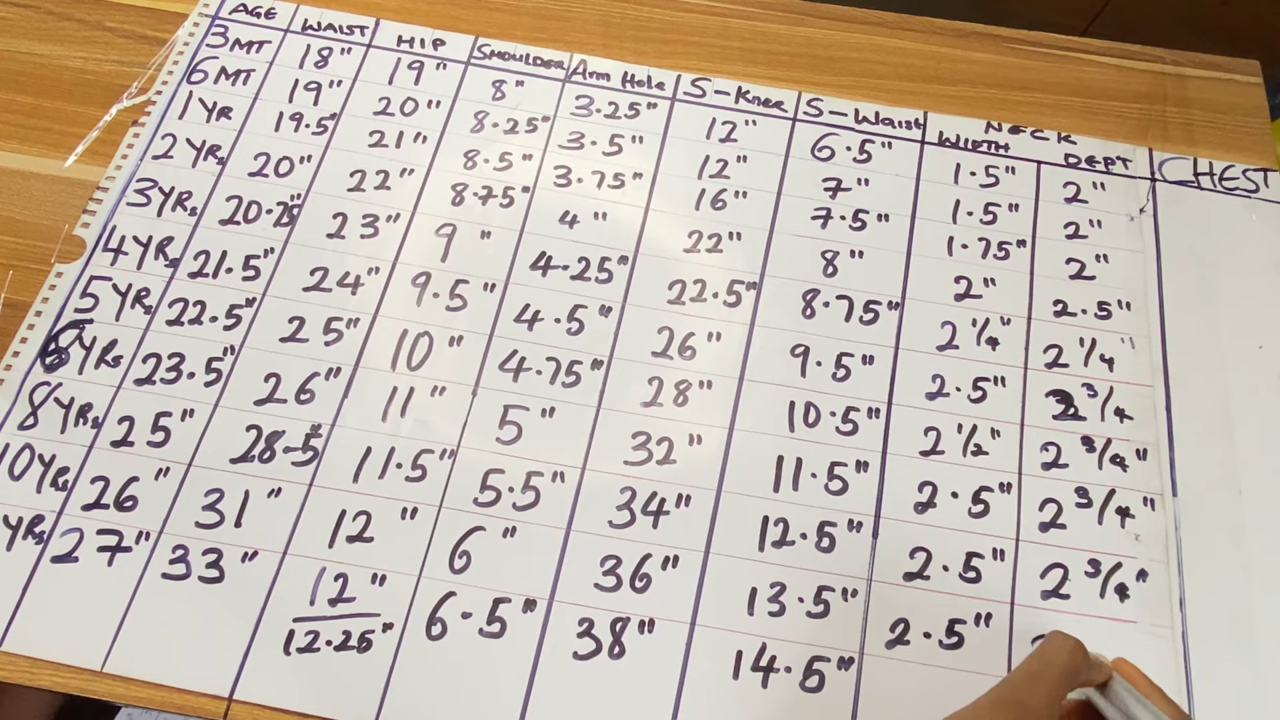 AGE WAIST HIP SHOULDER Arm Hole S-Knee S-Waist NECK CHEST
WIDTH DEPT
3MT 18" 19" 8" 3.25" 12" 6.5" 1.5" 2"
6MT 19" 20" 8.25" 3.5" 12" 7" 1.5" 2"
1YR 19.5" 21" 8.5" 3.75" 16" 7.5" 1.75" 2"
2YRs 20" 22" 8.75" 4" 22" 8" 2" 2.5"
3YRs 20.75" 23" 9" 4.25" 22.5" 8.75" 2 1/4" 2 1/4"
4YRs 21.5" 24" 9.5" 4.5" 26" 9.5" 2.5" 2 3/4
5YRs 22.5" 25" 10" 4.75" 28" 10.5" 2 1/2" 2 3/4"
6YRs 23.5" 26" 11" 5" 32" 11.5" 2.5" 2 3/4"
8YRs 25" 28.5" 11.5" 5.5" 34" 12.5" 2.5" 2 3/4"
10YRs 26" 31" 12" 6" 36" 13.5" 2.5"
YRs 27" 33" 12" 6.5" 38" 14.5"
12.25"